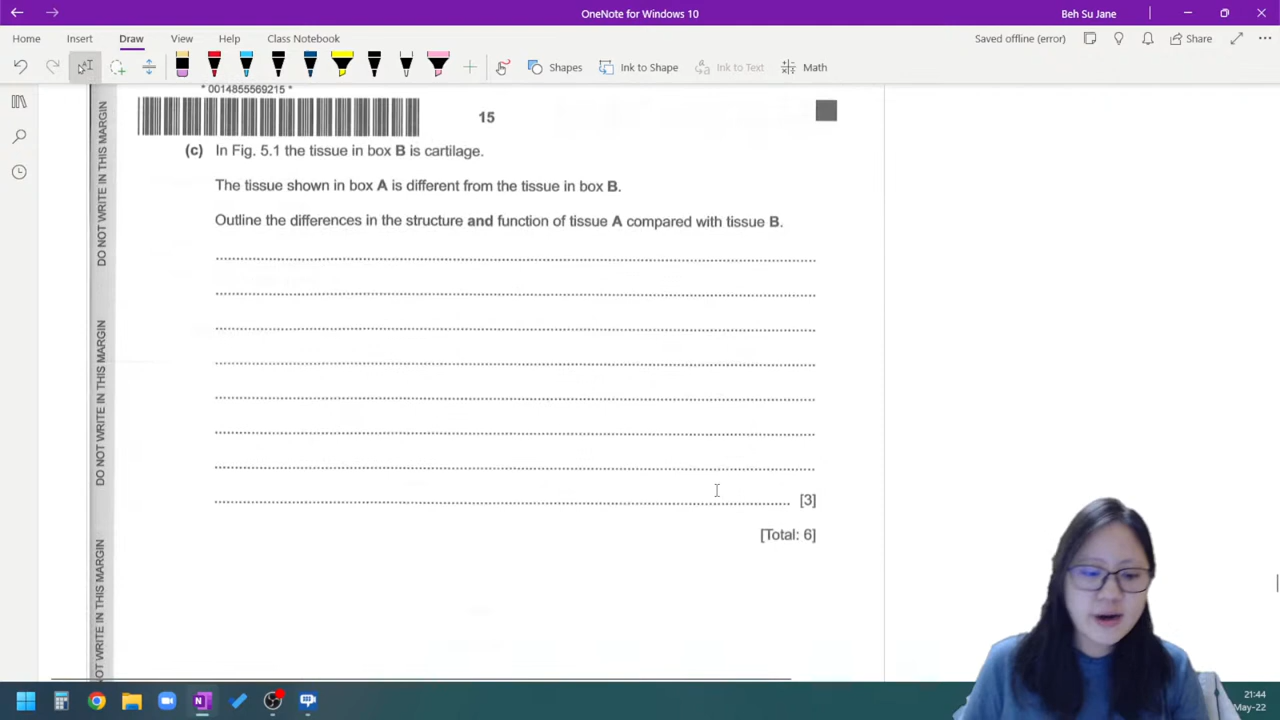 OneNote for Windows 10
Beh Su Jane
Home Insert Draw View Help Class Notebook
Saved offline (error)
Share
Shapes
Ink to Shape
Ink to Text
Math
* 0014855569215 *
15
DO NOT WRITE IN THIS MARGIN
(c) In Fig. 5.1 the tissue in box B is cartilage.
The tissue shown in box A is different from the tissue in box B.
Outline the differences in the structure and function of tissue A compared with tissue B.
DO NOT WRITE IN THIS MARGIN
[3]
[Total: 6]
NOT WRITE IN THIS MARGIN
21:44
May-22